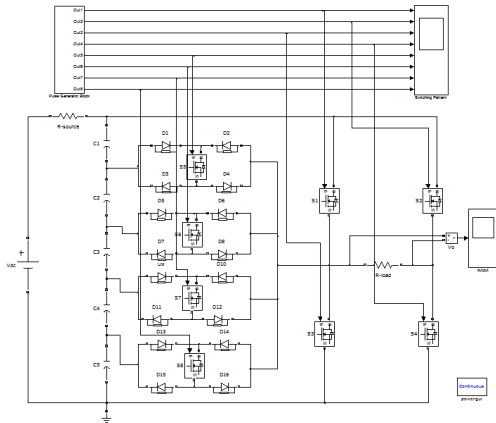 Out1
Out2
Out3
Out4
Out5
Out6
Out7
Out8
Pulse Generator Block
Switching Pattern
R-source
C1
D1
D2
S5
D3
D4
C2
D5
D6
S1
S2
S6
Vo
D7
D8
C3
Vdc
D9
D10
R-load
S7
C4
D11
D12
D13
D14
S3
S4
S8
C5
D15
D16
Continuous
powergui